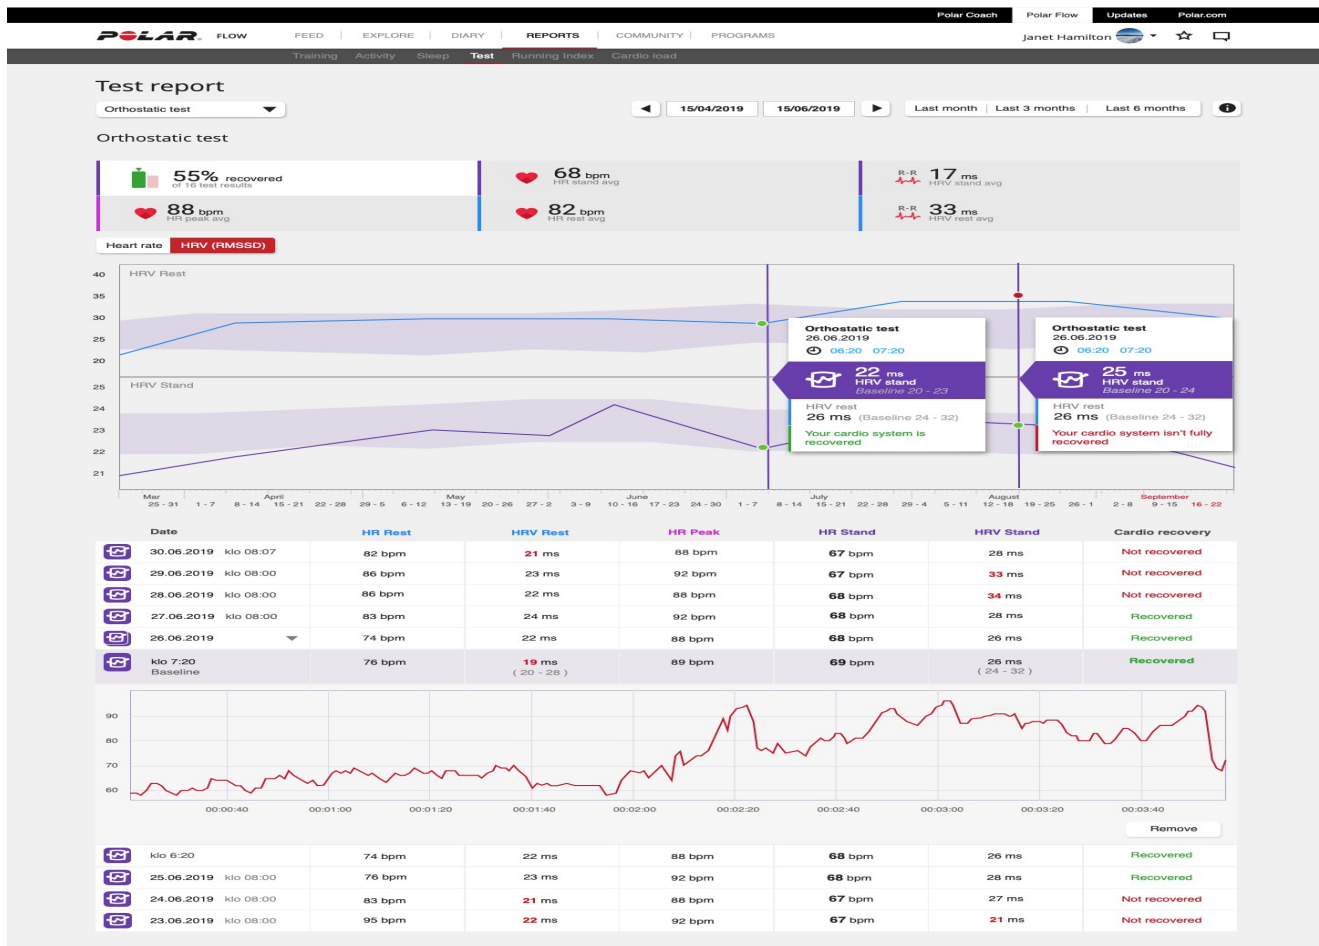 Polar Coach Polar Flow Updates Polar.com
POLAR. FLOW FEED EXPLORE DIARY REPORTS COMMUNITY PROGRAMS Janet Hamilton
Training Activity Sleep Test Running Index Cardio load
Test report
Orthostatic test 15/04/2019 15/06/2019 Last month Last 3 months Last 6 months
Orthostatic test
55% recovered
of 16 test results
68 bpm
HR stand avg
R-R 17 ms
HRV stand avg
88 bpm
HR peak avg
82 bpm
HR rest avg
R-R 33 ms
HRV rest avg
Heart rate HRV (RMSSD)
HRV Rest
40
35
30
25
20
HRV Stand
25
24
23
22
21
Orthostatic test
26.06.2019
06:20 07:20
22 ms
HRV stand
Baseline 20 - 23
HRV rest
26 ms (Baseline 24 - 32)
Your cardio system is
recovered
Orthostatic test
26.06.2019
06:20 07:20
25 ms
HRV stand
Baseline 20 - 24
HRV rest
26 ms (Baseline 24 - 32)
Your cardio system isn't fully
recovered
Mar April May June July August September
25 - 31 1 - 7 8 - 14 15 - 21 22 - 28 29 - 5 6 - 12 13 - 19 20 - 26 27 - 2 3 - 9 10 - 16 17 - 23 24 - 30 1 - 7 8 - 14 15 - 21 22 - 28 29 - 4 5 - 11 12 - 18 19 - 25 26 - 1 2 - 8 9 - 15 16 - 22
Date HR Rest HRV Rest HR Peak HR Stand HRV Stand Cardio recovery
30.06.2019 klo 08:07 82 bpm 21 ms 88 bpm 67 bpm 28 ms Not recovered
29.06.2019 klo 08:00 86 bpm 23 ms 92 bpm 67 bpm 33 ms Not recovered
28.06.2019 klo 08:00 86 bpm 22 ms 88 bpm 68 bpm 34 ms Not recovered
27.06.2019 klo 08:00 83 bpm 24 ms 92 bpm 68 bpm 28 ms Recovered
26.06.2019 74 bpm 22 ms 88 bpm 68 bpm 26 ms Recovered
klo 7:20 76 bpm 19 ms 89 bpm 69 bpm 26 ms Recovered
Baseline ( 20 - 28 ) ( 24 - 32 )
90
80
70
60
00:00:40 00:01:00 00:01:20 00:01:40 00:02:00 00:02:20 00:02:40 00:03:00 00:03:20 00:03:40
Remove
klo 6:20 74 bpm 22 ms 88 bpm 68 bpm 26 ms Recovered
25.06.2019 klo 08:00 76 bpm 23 ms 92 bpm 68 bpm 28 ms Recovered
24.06.2019 klo 08:00 83 bpm 21 ms 88 bpm 67 bpm 27 ms Not recovered
23.06.2019 klo 08:00 95 bpm 22 ms 92 bpm 67 bpm 21 ms Not recovered